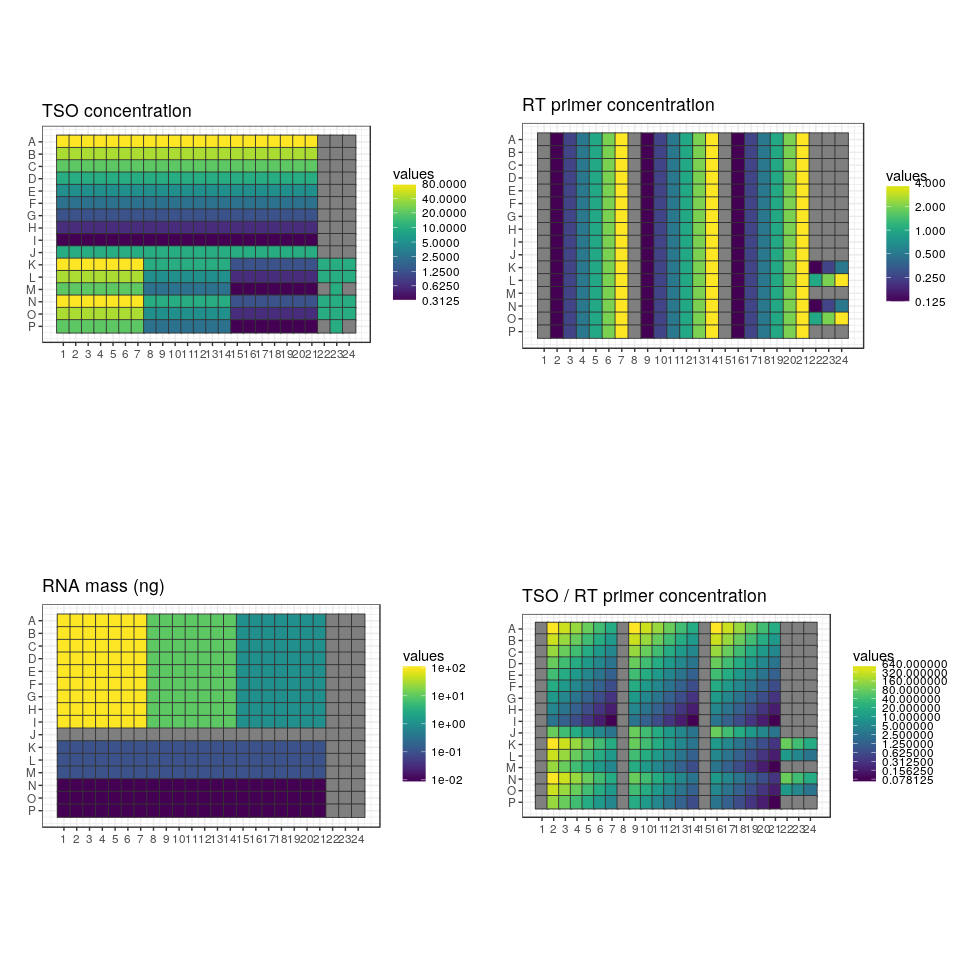 TSO concentration
A
B
C
D
E
F
G
H
I
J
K
L
M
N
O
P
1 2 3 4 5 6 7 8 9 10 11 12 13 14 15 16 17 18 19 20 21 22 23 24
values
80.0000
40.0000
20.0000
10.0000
5.0000
2.5000
1.2500
0.6250
0.3125
RT primer concentration
A
B
C
D
E
F
G
H
I
J
K
L
M
N
O
P
1 2 3 4 5 6 7 8 9 10 11 12 13 14 15 16 17 18 19 20 21 22 23 24
values
4.000
2.000
1.000
0.500
0.250
0.125
RNA mass (ng)
A
B
C
D
E
F
G
H
I
J
K
L
M
N
O
P
1 2 3 4 5 6 7 8 9 10 11 12 13 14 15 16 17 18 19 20 21 22 23 24
values
1e+02
1e+01
1e+00
1e-01
1e-02
TSO / RT primer concentration
A
B
C
D
E
F
G
H
I
J
K
L
M
N
O
P
1 2 3 4 5 6 7 8 9 10 11 12 13 14 15 16 17 18 19 20 21 22 23 24
values
640.000000
320.000000
160.000000
80.000000
40.000000
20.000000
10.000000
5.000000
2.500000
1.250000
0.625000
0.312500
0.156250
0.078125